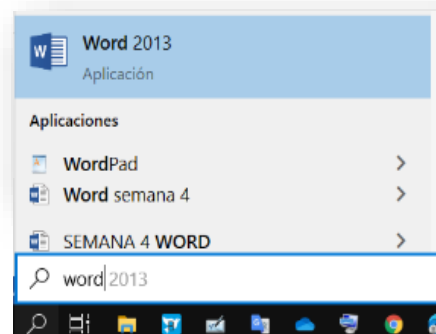 Word 2013
Aplicación
Aplicaciones
WordPad
Word semana 4
SEMANA 4 WORD
word 2013